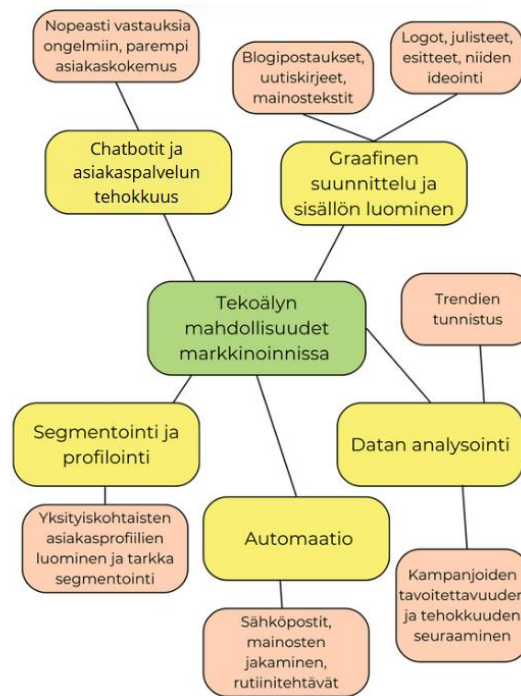 Nopeasti vastauksia
ongelmiin, parempi
asiakaskokemus
Blogipostaukset,
uutiskirjeet,
mainostekstit
Logot, julisteet,
esitteet, niiden
ideointi
Chatbotit ja
asiakaspalvelun
tehokkuus
Graafinen
suunnittelu ja
sisällön luominen
Tekoälyn
mahdollisuudet
markkinoinnissa
Trendien
tunnistus
Segmentointi ja
profilointi
Datan analysointi
Yksityiskohtaisten
asiakasprofiilien
luominen ja tarkka
segmentointi
Automaatio
Kampanjoiden
tavoitettavuuden
ja tehokkuuden
seuraaminen
Sähköpostit,
mainosten
jakaminen,
rutiinitehtävät